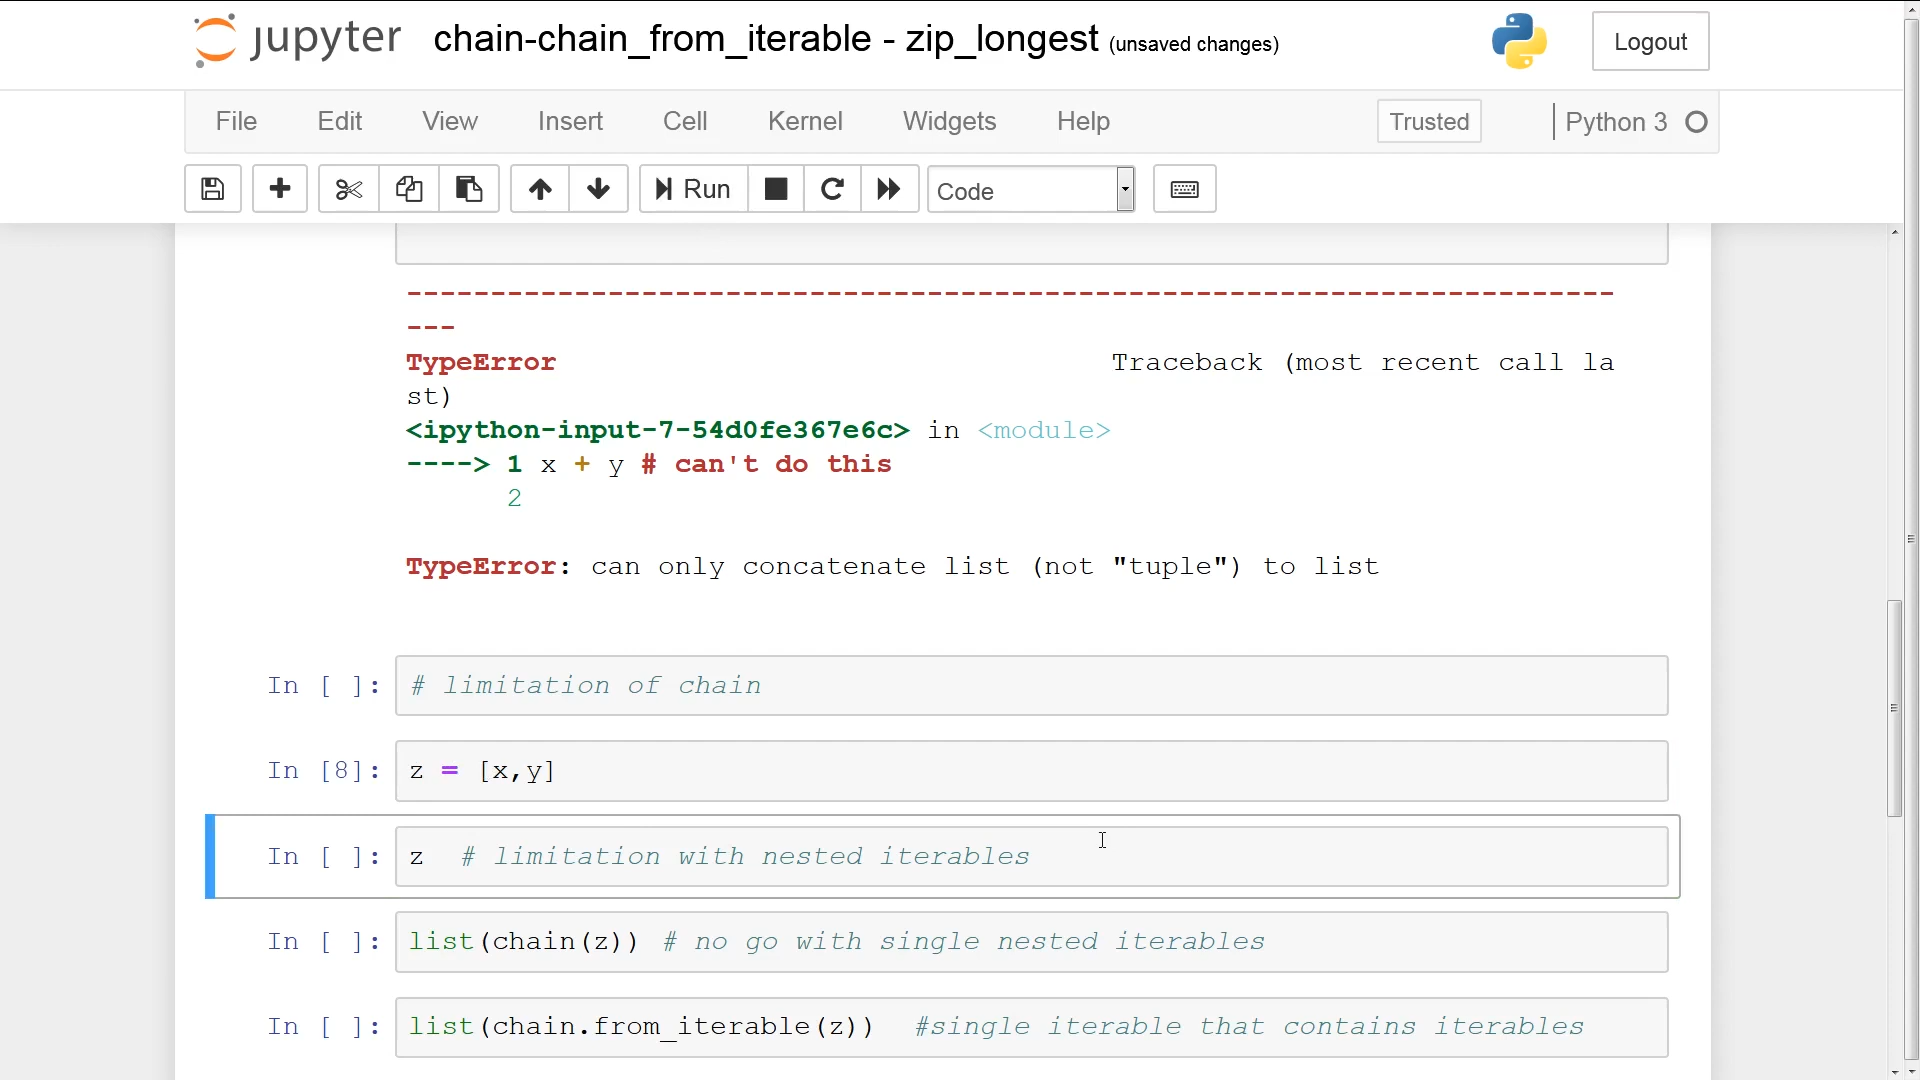 jupyter chain-chain_from_iterable - zip_longest (unsaved changes) Logout
File Edit View Insert Cell Kernel Widgets Help Trusted Python 3
Run Code
------------------------------------------------------------------------
---
TypeError Traceback (most recent call la
st)
<ipython-input-7-54d0fe367e6c> in <module>
----> 1 x + y # can't do this
2
TypeError: can only concatenate list (not "tuple") to list
In [ ]: # limitation of chain
In [8]: z = [x,y]
In [ ]: z # limitation with nested iterables
In [ ]: list(chain(z)) # no go with single nested iterables
In [ ]: list(chain.from_iterable(z)) #single iterable that contains iterables